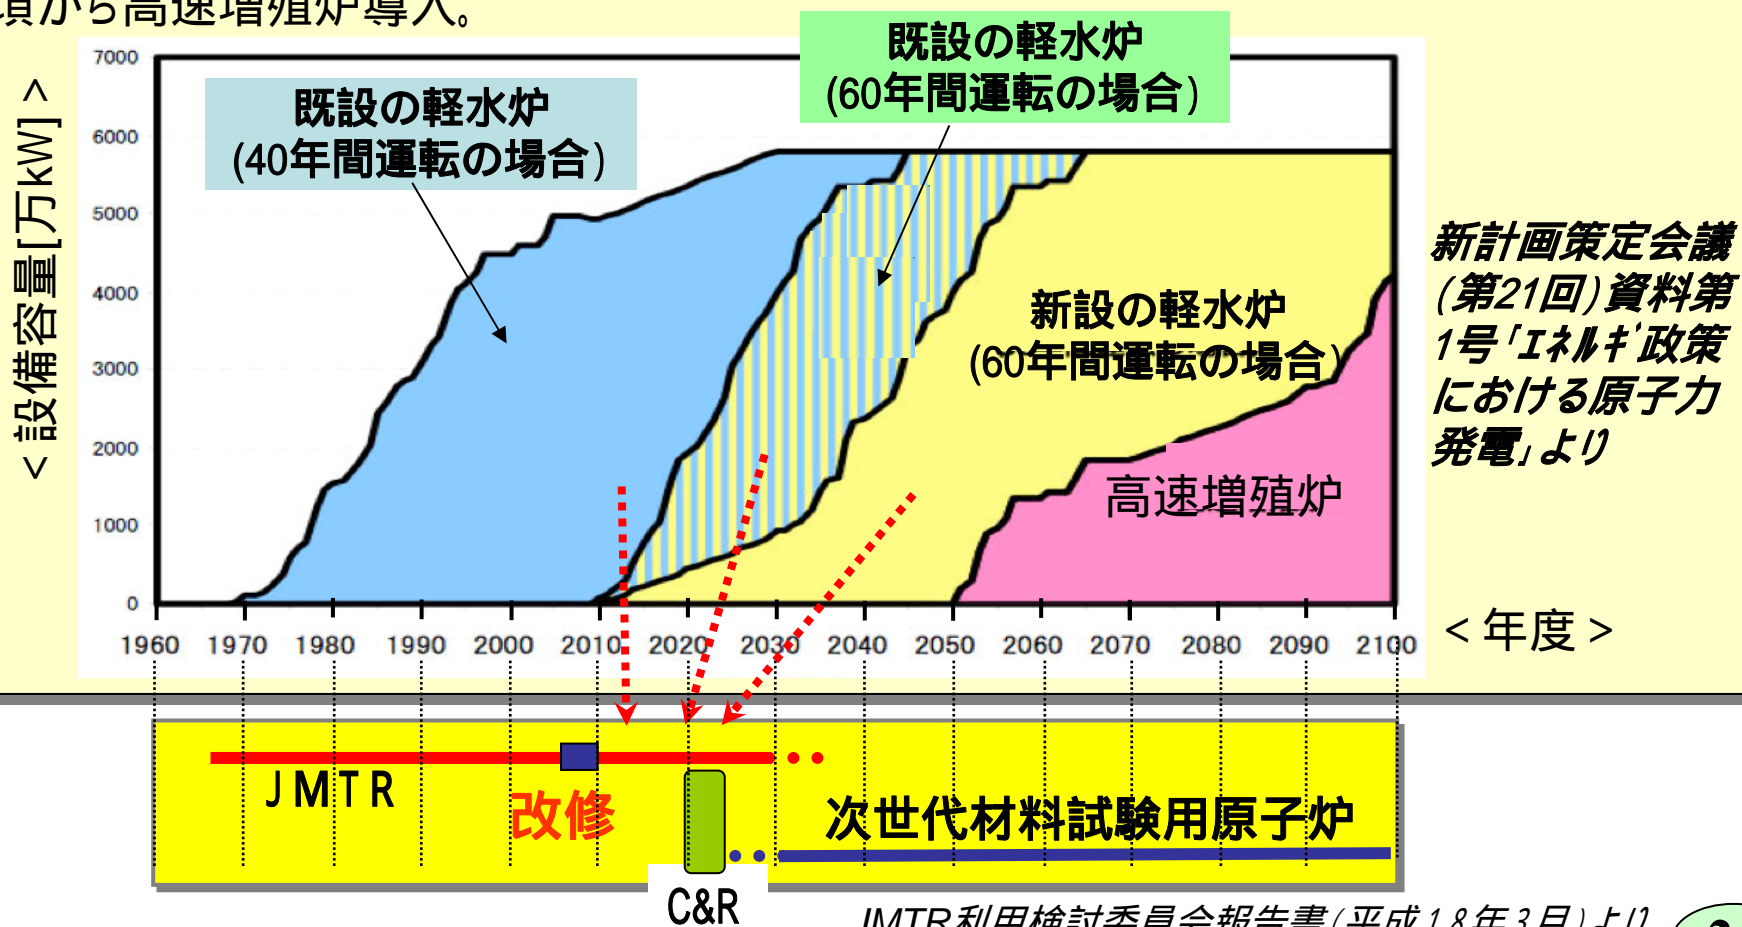 頃から高速増殖炉導入。
既設の軽水炉
(60年間運転の場合)
既設の軽水炉
(40年間運転の場合)
<設備容量[万kW]>
7000
6000
5000
4000
3000
2000
1000
0
新設の軽水炉
(60年間運転の場合)
高速増殖炉
新計画策定会議
(第21回)資料第
1号「エネルギ政策
における原子力
発電」より
1960 1970 1980 1990 2000 2010 2020 2030 2040 2050 2060 2070 2080 2090 2100
<年度>
JMTR
改修
次世代材料試験用原子炉
C&R
JMTR利用検討委員会報告書(平成18年3月)より